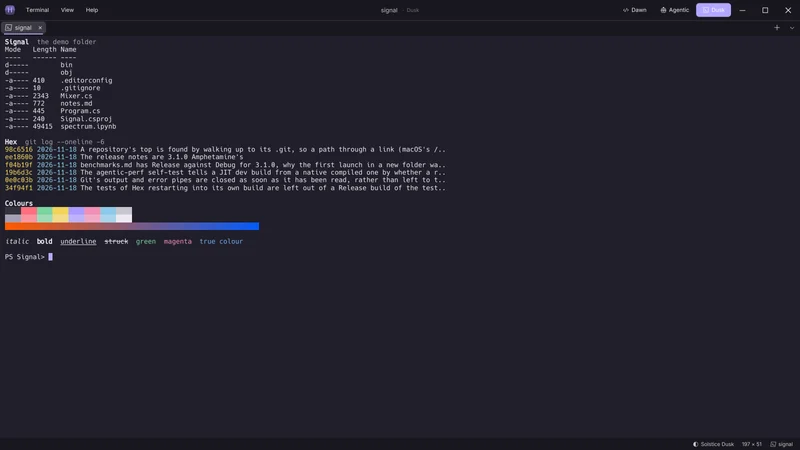 Terminal View Help signal · Dusk Dawn Agentic Dusk
signal
Signal the demo folder
Mode Length Name
---- ------ ----
d----- bin
d----- obj
-a---- 410 .editorconfig
-a---- 10 .gitignore
-a---- 2343 Mixer.cs
-a---- 772 notes.md
-a---- 445 Program.cs
-a---- 240 Signal.csproj
-a---- 49415 spectrum.ipynb
Hex git log --oneline -6
98c6516 2026-11-18 A repository's top is found by walking up to its .git, so a path through a link (macOS's /..
ee1860b 2026-11-18 The release notes are 3.1.0 Amphetamine's
f04b19f 2026-11-18 benchmarks.md has Release against Debug for 3.1.0, why the first launch in a new folder wa..
19b6d3c 2026-11-18 The agentic-perf self-test tells a JIT dev build from a native compiled one by whether a r..
0e0c03b 2026-11-18 Git's output and error pipes are closed as soon as it has been read, rather than left to t..
34f94f1 2026-11-18 The tests of Hex restarting into its own build are left out of a Release build of the test..
Colours
italic bold underline struck green magenta true colour
PS Signal>
Solstice Dusk 197 × 51 signal